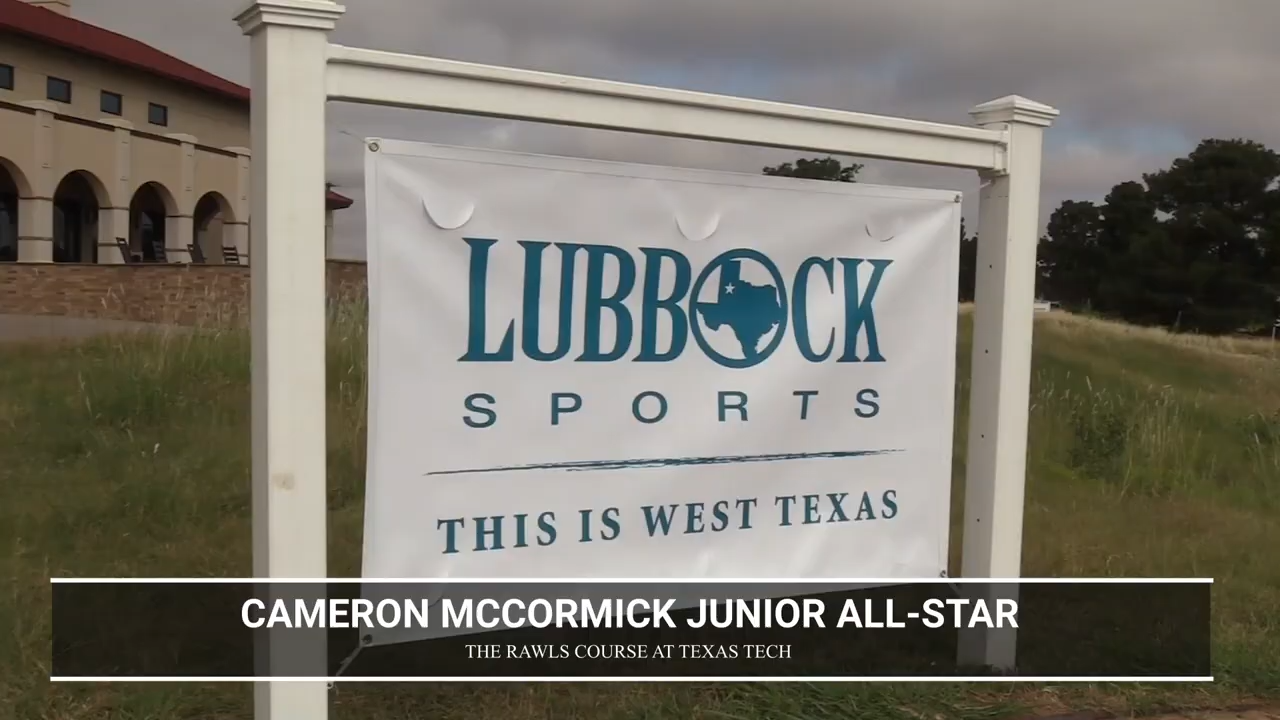 LUBBOCK
SPORTS
THIS IS WEST TEXAS
CAMERON MCCORMICK JUNIOR ALL-STAR
THE RAWLS COURSE AT TEXAS TECH